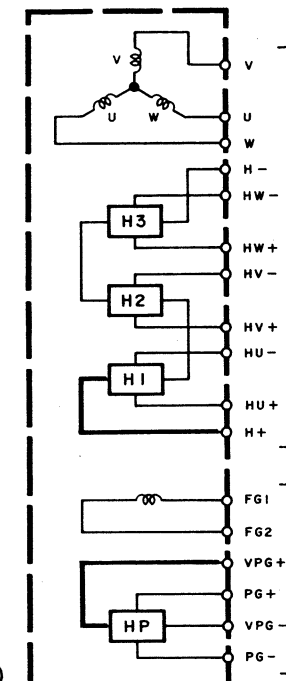 V
V
U W
U
W
H-
HW-
H3
HW+
HV-
H2
HV+
HU-
H1
HU+
H+
FG1
FG2
VPG+
PG+
HP
VPG-
PG-